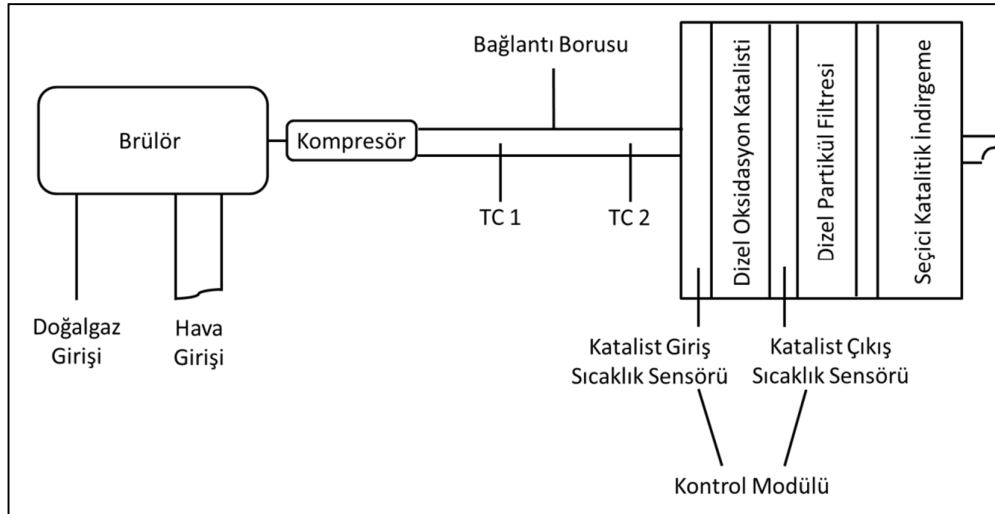 Bağlantı Borusu
Brülör
Kompresör
TC 1
TC 2
Dizel Oksidasyon Katalisti
Dizel Partikül Filtresi
Seçici Katalitik İndirgeme
Doğalgaz
Girişi
Hava
Girişi
Katalist Giriş
Sıcaklık Sensörü
Katalist Çıkış
Sıcaklık Sensörü
Kontrol Modülü